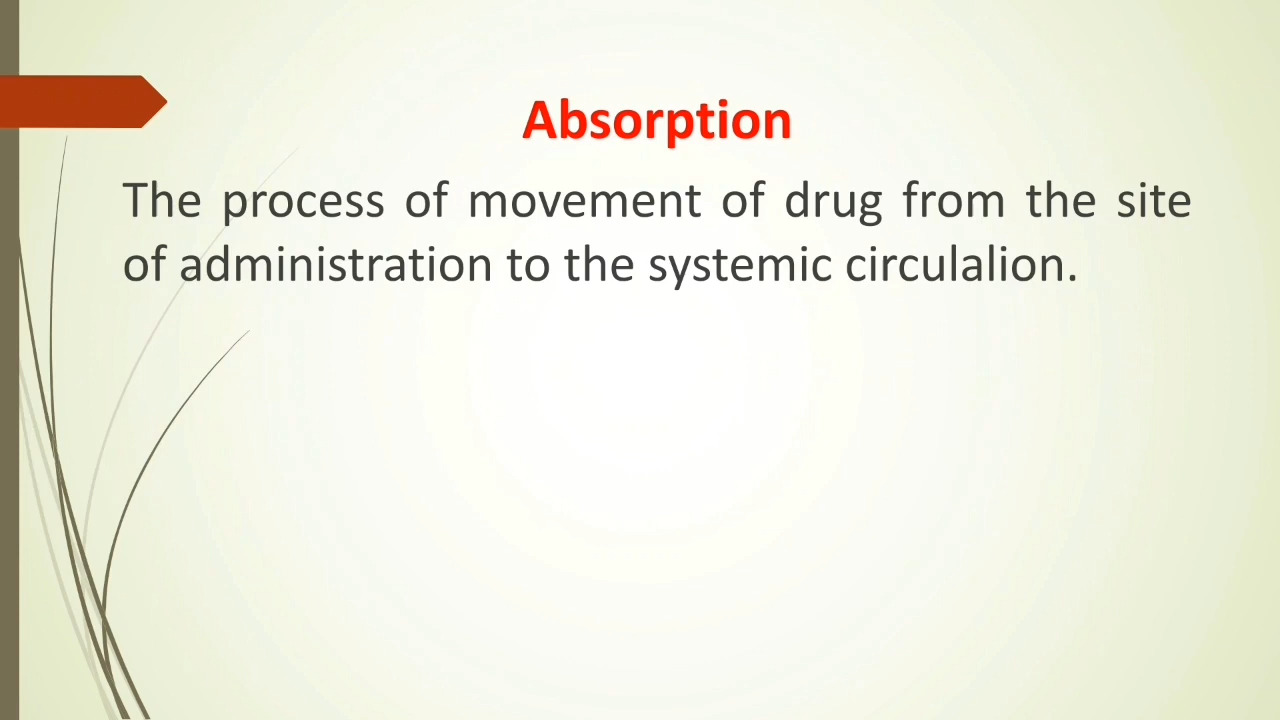 Absorption
The process of movement of drug from the site
of administration to the systemic circulalion.